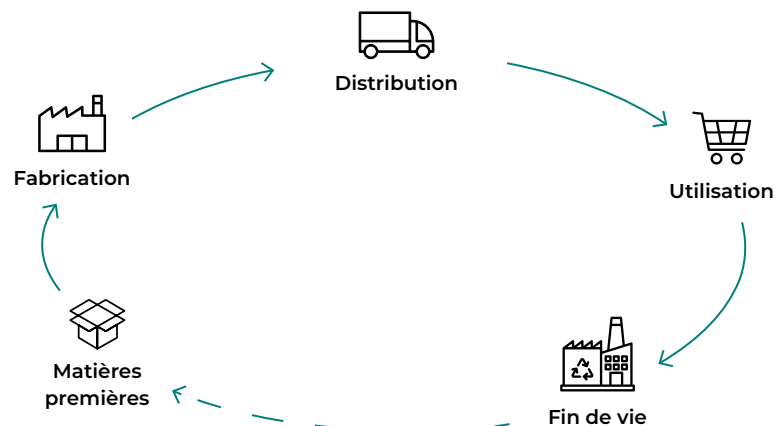 Distribution
Fabrication
Utilisation
Matières
premières
Fin de vie